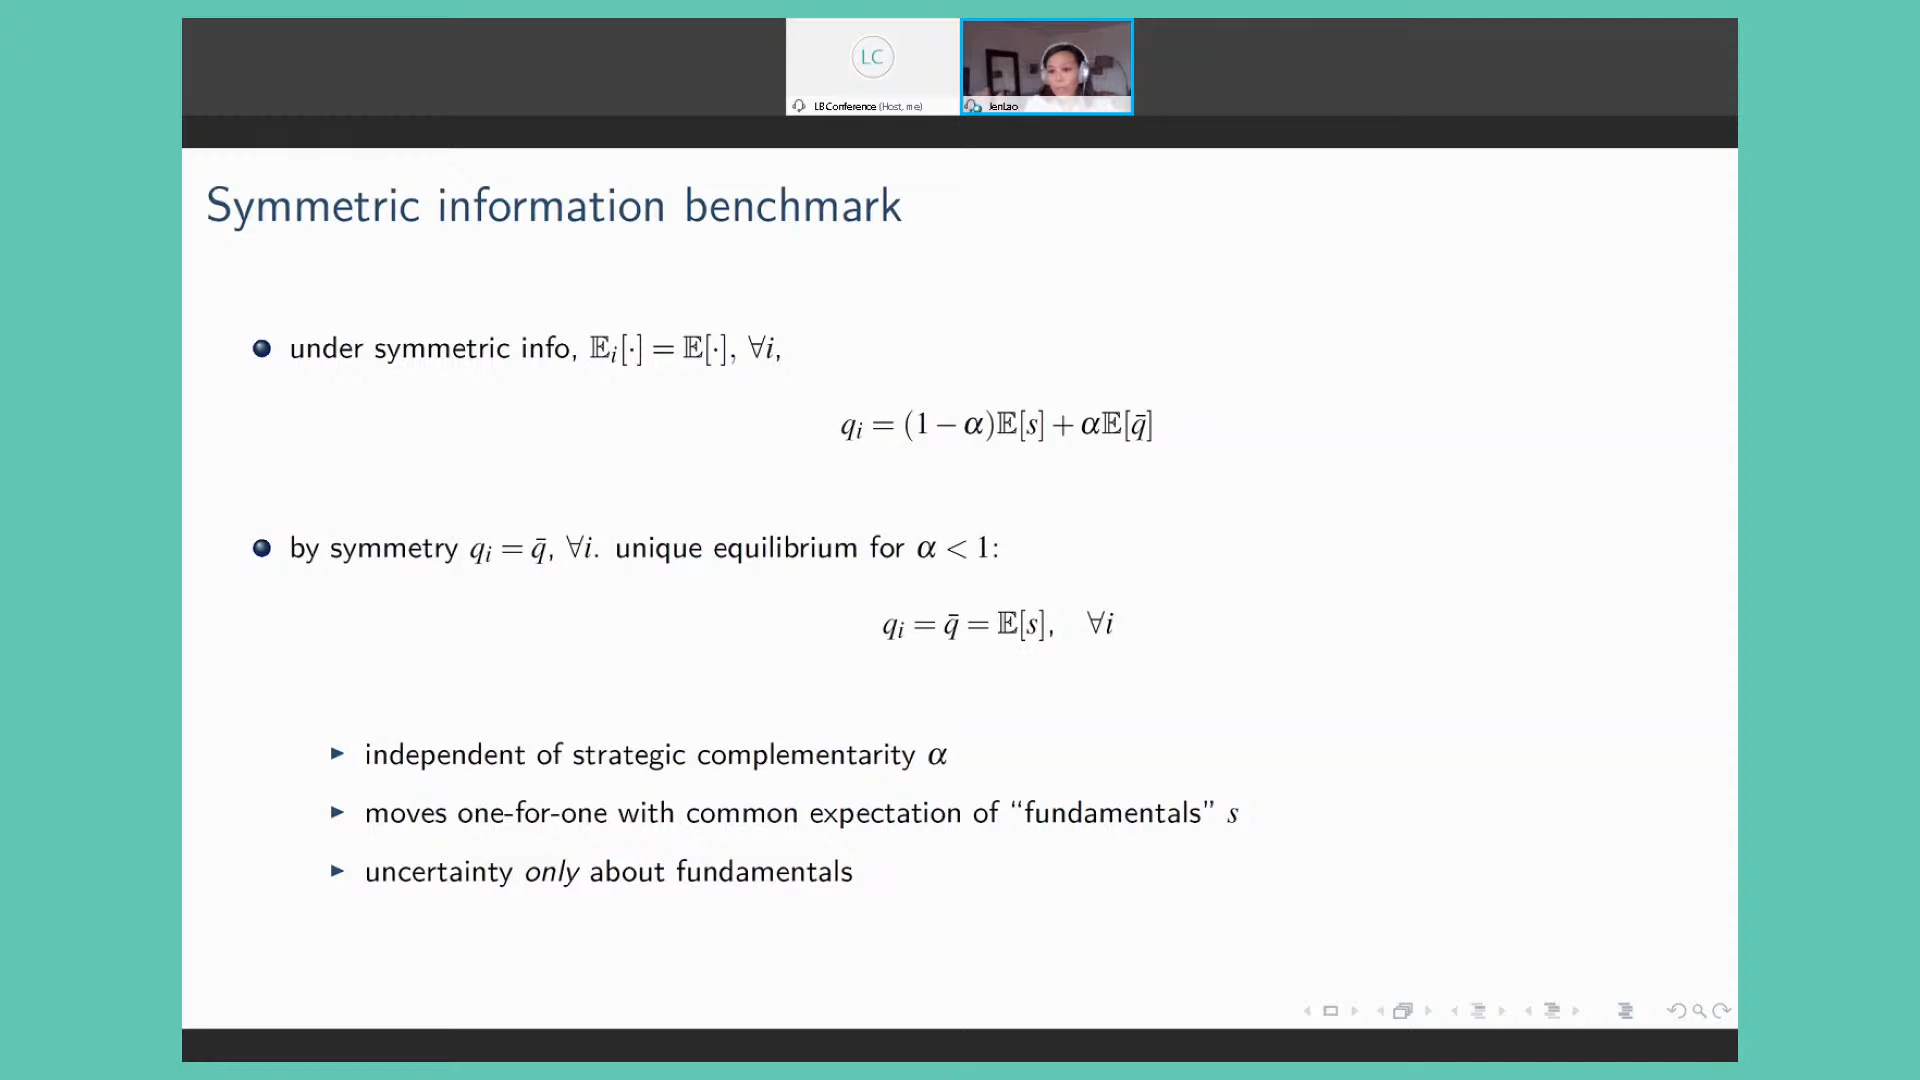 LC
LBConference (Host, me)
JenLao
Symmetric information benchmark
under symmetric info, 𝔼ᵢ[·] = 𝔼[·], ∀i,
qᵢ = (1 − α)𝔼[s] + α𝔼[q̄]
by symmetry qᵢ = q̄, ∀i. unique equilibrium for α < 1:
qᵢ = q̄ = 𝔼[s], ∀i
independent of strategic complementarity α
moves one-for-one with common expectation of “fundamentals” s
uncertainty only about fundamentals